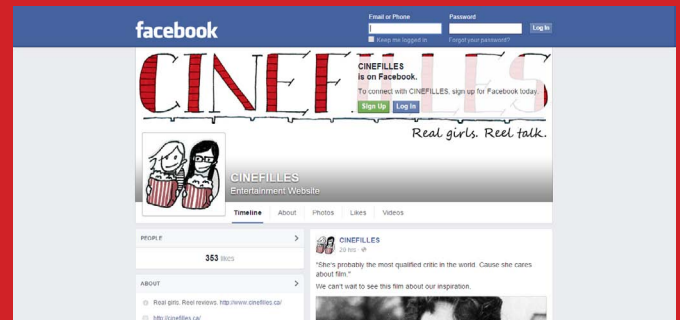 facebook
Email or Phone
Password
Log In
Keep me logged in
Forgot your password?
CINEFILLES
CINEFILLES
is on Facebook.
To connect with CINEFILLES, sign up for Facebook today.
Sign Up
Log In
Real girls. Reel talk.
CINEFILLES
Entertainment Website
Timeline
About
Photos
Likes
Videos
PEOPLE
353 likes
ABOUT
Real girls. Reel reviews. http://www.cinefilles.ca/
http://cinefilles.ca/
CINEFILLES
20 hrs
"She's probably the most qualified critic in the world. Cause she cares
about film."
We can't wait to see this film about our inspiration.